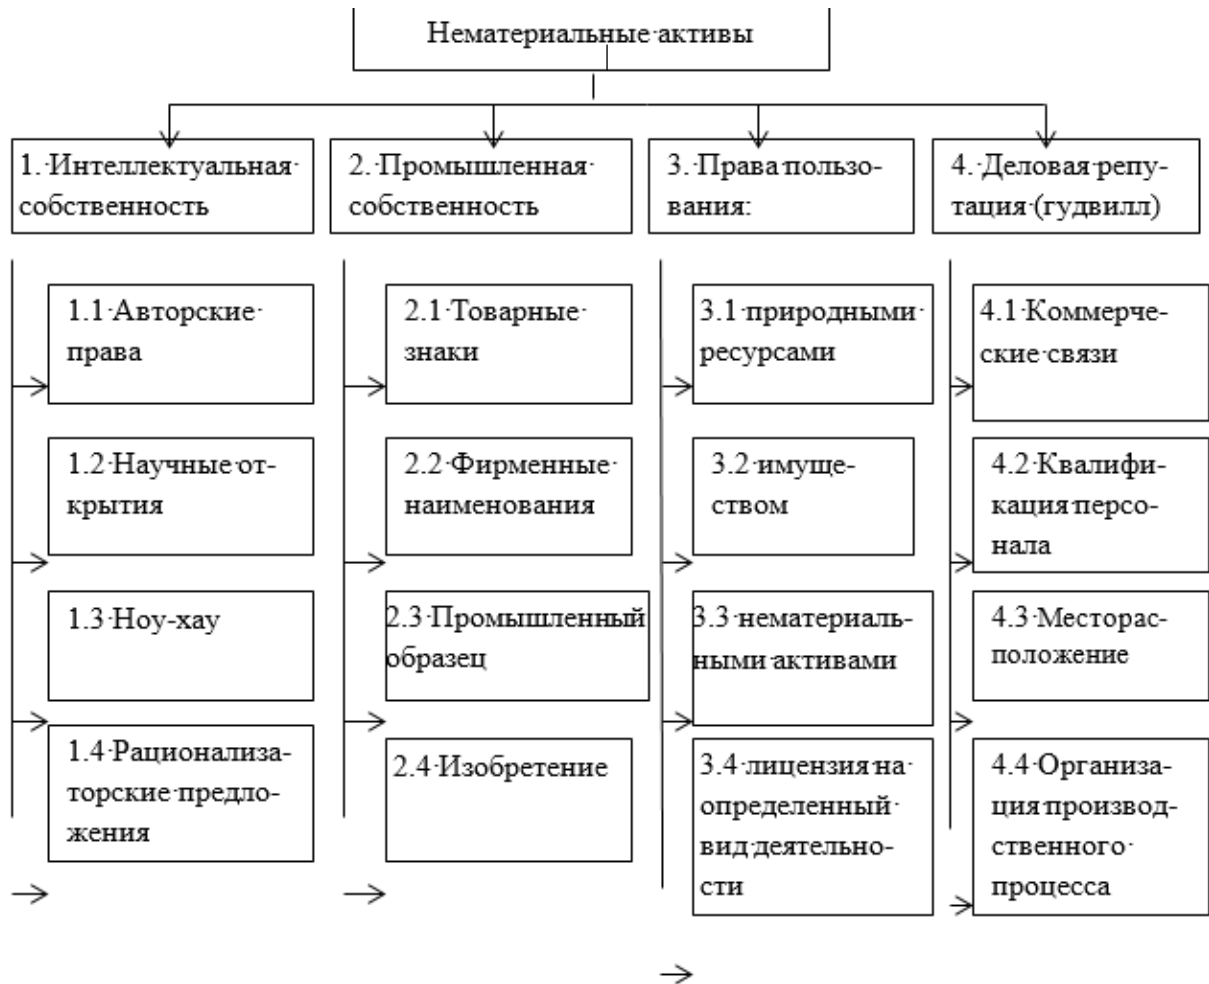 Нематериальные активы
1. Интеллектуальная
собственность
2. Промышленная
собственность
3. Права пользо-
вания:
4. Деловая репу-
тация (гудвилл)
1.1 Авторские
права
1.2 Научные от-
крытия
1.3 Ноу-хау
1.4 Рационализа-
торские предло-
жения
2.1 Товарные
знаки
2.2 Фирменные
наименования
2.3 Промышленный
образец
2.4 Изобретение
3.1 природными
ресурсами
3.2 имуще-
ством
3.3 нематериаль-
ными активами
3.4 лицензия на
определенный
вид деятельно-
сти
4.1 Коммерче-
ские связи
4.2 Квалифи-
кация персо-
нала
4.3 Месторас-
положение
4.4 Организа-
ция производ-
ственного
процесса